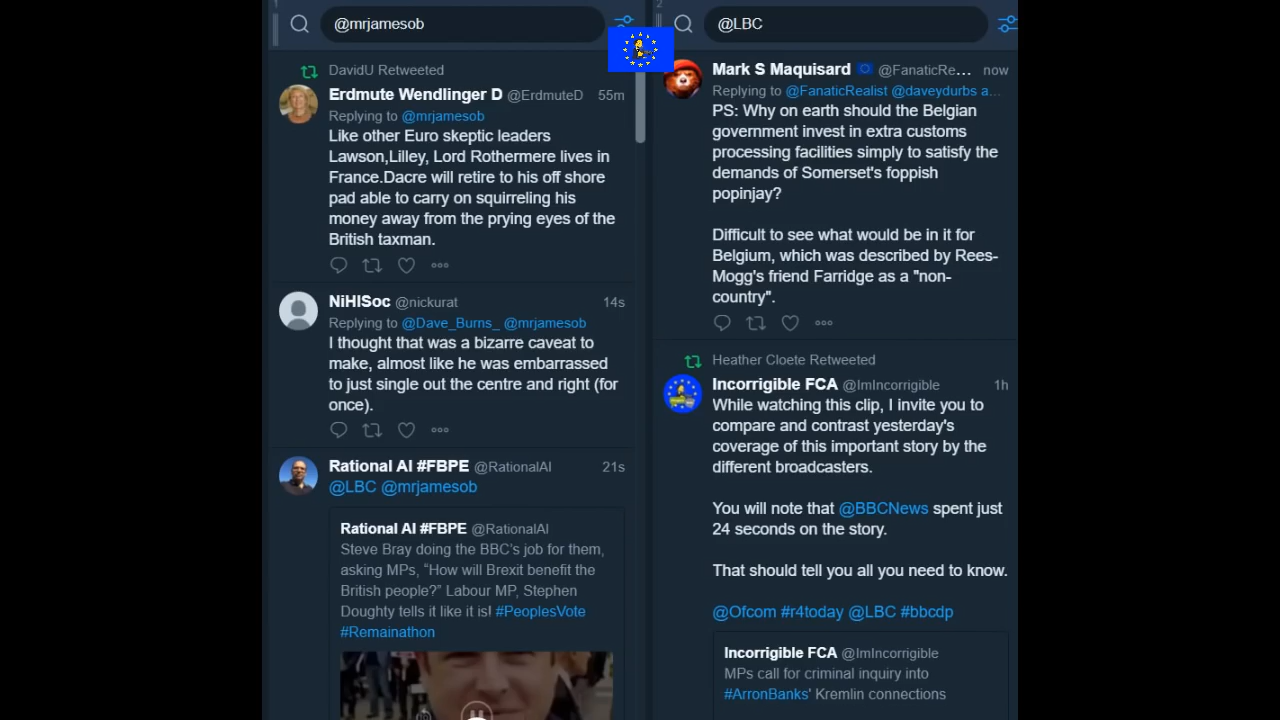 1
@mrjamesob
DavidU Retweeted
Erdmute Wendlinger D @ErdmuteD 55m
Replying to @mrjamesob
Like other Euro skeptic leaders
Lawson,Lilley, Lord Rothermere lives in
France.Dacre will retire to his off shore
pad able to carry on squirreling his
money away from the prying eyes of the
British taxman.
NiHISoc @nickurat 14s
Replying to @Dave_Burns_ @mrjamesob
I thought that was a bizarre caveat to
make, almost like he was embarrassed
to just single out the centre and right (for
once).
Rational AI #FBPE @RationalAI 21s
@LBC @mrjamesob
Rational AI #FBPE @RationalAI
Steve Bray doing the BBC's job for them,
asking MPs, “How will Brexit benefit the
British people?” Labour MP, Stephen
Doughty tells it like it is! #PeoplesVote
#Remainathon
2
@LBC
Mark S Maquisard @FanaticRe... now
Replying to @FanaticRealist @daveydurbs a...
PS: Why on earth should the Belgian
government invest in extra customs
processing facilities simply to satisfy the
demands of Somerset's foppish
popinjay?
Difficult to see what would be in it for
Belgium, which was described by Rees-
Mogg's friend Farridge as a "non-
country".
Heather Cloete Retweeted
Incorrigible FCA @ImIncorrigible 1h
While watching this clip, I invite you to
compare and contrast yesterday's
coverage of this important story by the
different broadcasters.
You will note that @BBCNews spent just
24 seconds on the story.
That should tell you all you need to know.
@Ofcom #r4today @LBC #bbcdp
Incorrigible FCA @ImIncorrigible
MPs call for criminal inquiry into
#ArronBanks' Kremlin connections